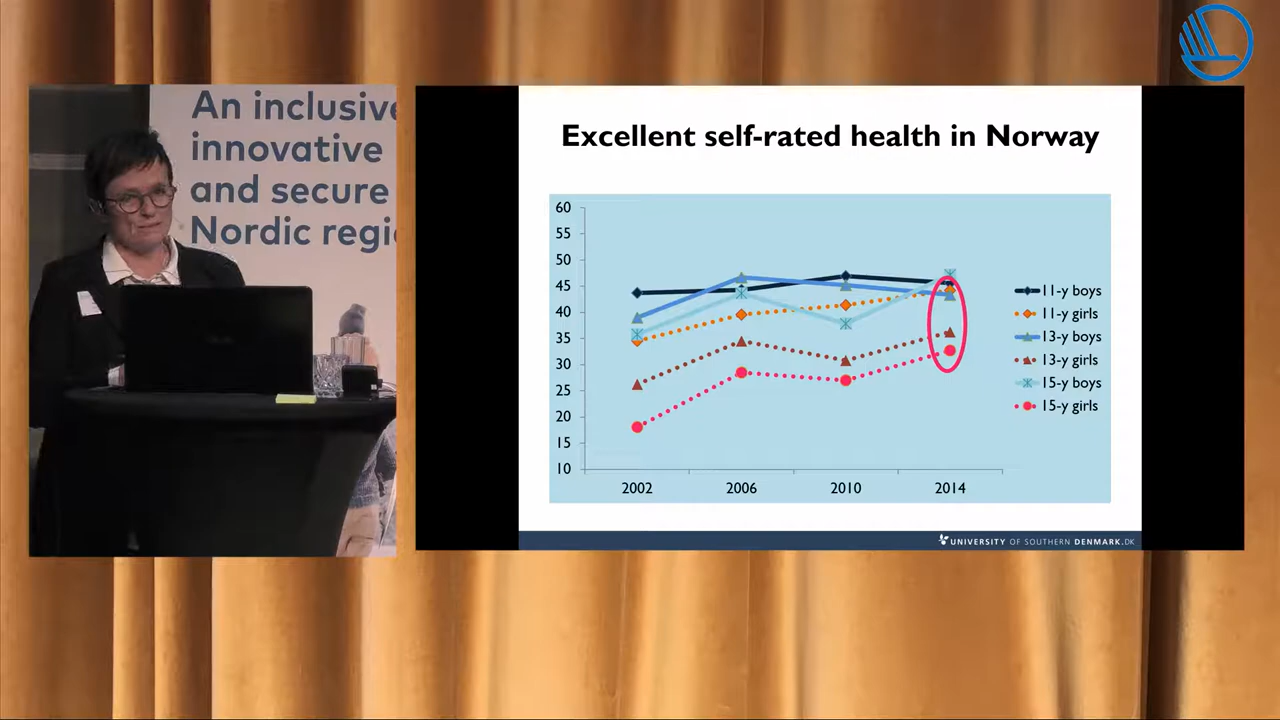 An inclusive
innovative
and secure
Nordic regi
Excellent self-rated health in Norway
60
55
50
45
40
35
30
25
20
15
10
2002
2006
2010
2014
11-y boys
11-y girls
13-y boys
13-y girls
15-y boys
15-y girls
UNIVERSITY OF SOUTHERN DENMARK.DK